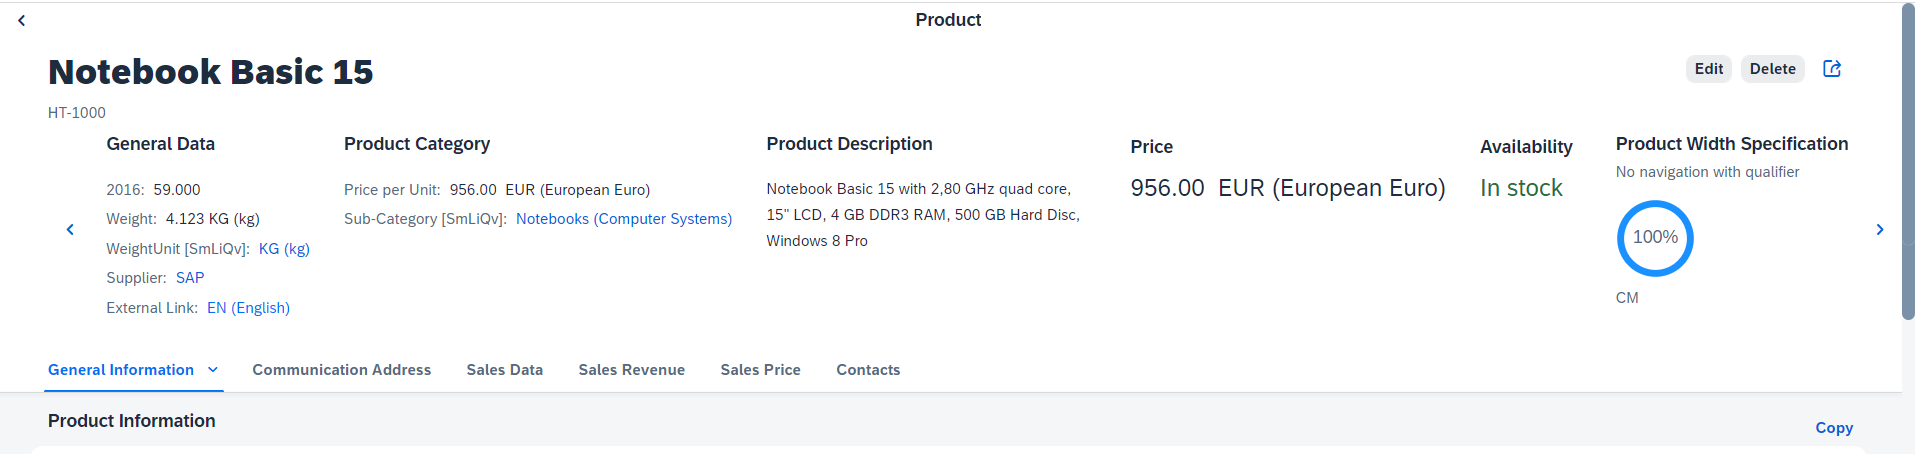 Product
Notebook Basic 15
Edit
Delete
HT-1000
General Data
2016: 59.000
Weight: 4.123 KG (kg)
WeightUnit [SmLiQv]: KG (kg)
Supplier: SAP
External Link: EN (English)
Product Category
Price per Unit: 956.00 EUR (European Euro)
Sub-Category [SmLiQv]: Notebooks (Computer Systems)
Product Description
Notebook Basic 15 with 2,80 GHz quad core,
15" LCD, 4 GB DDR3 RAM, 500 GB Hard Disc,
Windows 8 Pro
Price
956.00 EUR (European Euro)
Availability
In stock
Product Width Specification
No navigation with qualifier
100%
CM
General Information
Communication Address
Sales Data
Sales Revenue
Sales Price
Contacts
Product Information
Copy